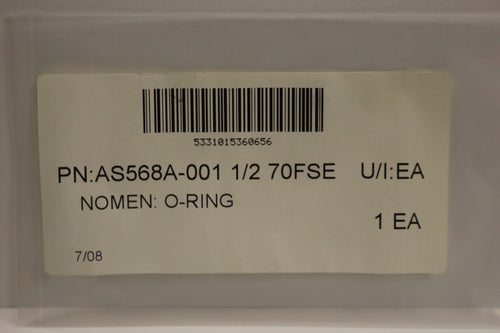 5331015360656
PN:AS568A-001 1/2 70FSE U/I:EA
NOMEN: O-RING
1 EA
7/08